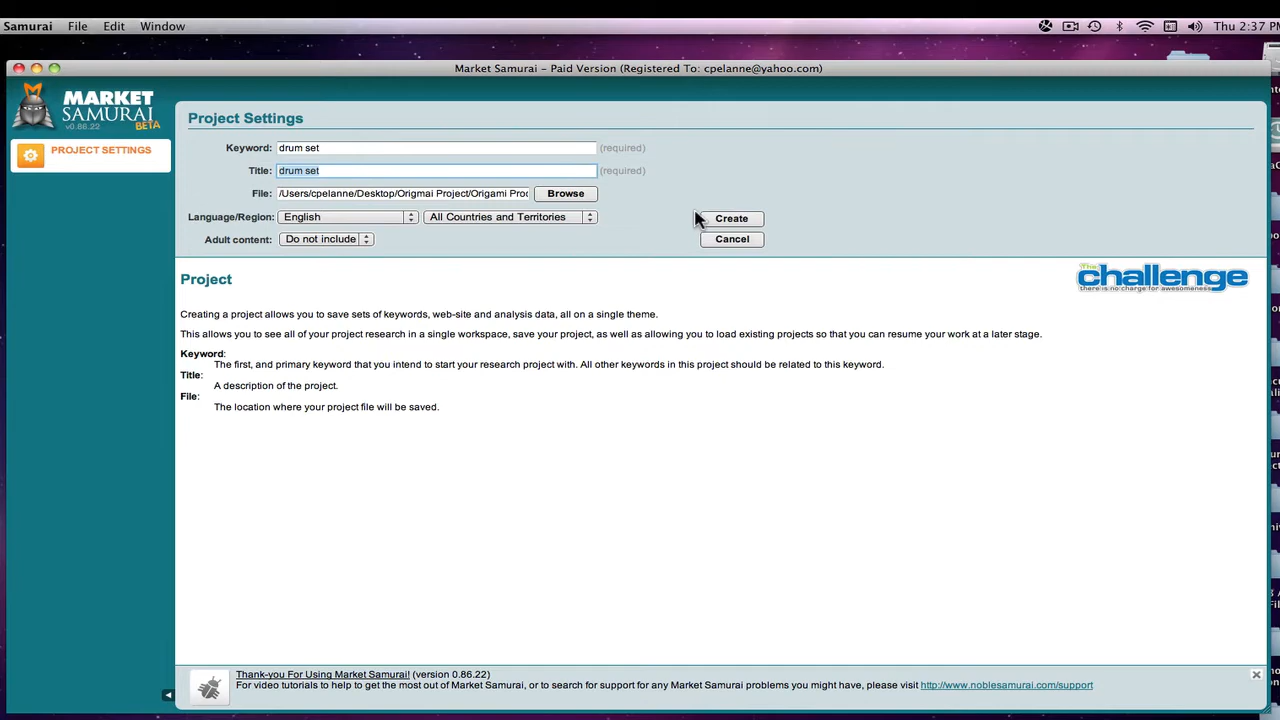 Samurai File Edit Window Thu 2:37 PM
Market Samurai – Paid Version (Registered To: cpelanne@yahoo.com)
MARKET
SAMURAI
v0.86.22 BETA
PROJECT SETTINGS
Project Settings
Keyword: drum set (required)
Title: drum set (required)
File: /Users/cpelanne/Desktop/Origmai Project/Origami Proc Browse
Language/Region: English All Countries and Territories
Create
Adult content: Do not include
Cancel
Project
The
challenge
there is no charge for awesomeness
Creating a project allows you to save sets of keywords, web-site and analysis data, all on a single theme.
This allows you to see all of your project research in a single workspace, save your project, as well as allowing you to load existing projects so that you can resume your work at a later stage.
Keyword:
The first, and primary keyword that you intend to start your research project with. All other keywords in this project should be related to this keyword.
Title:
A description of the project.
File:
The location where your project file will be saved.
Thank-you For Using Market Samurai! (version 0.86.22)
For video tutorials to help to get the most out of Market Samurai, or to search for support for any Market Samurai problems you might have, please visit http://www.noblesamurai.com/support